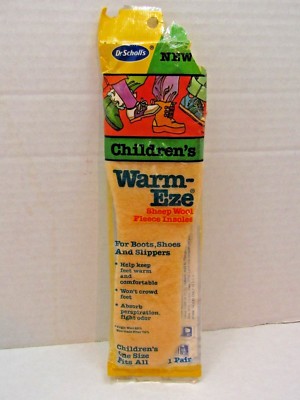 Dr Scholl's
NEW
Children's
Warm-
Eze®
Sheep Wool
Fleece Insoles
For Boots, Shoes
And Slippers
• Help keep
feet warm
and
comfortable
• Won't crowd
feet
• Absorb
perspiration,
fight odor
Children's
One Size
Fits All
1 Pair